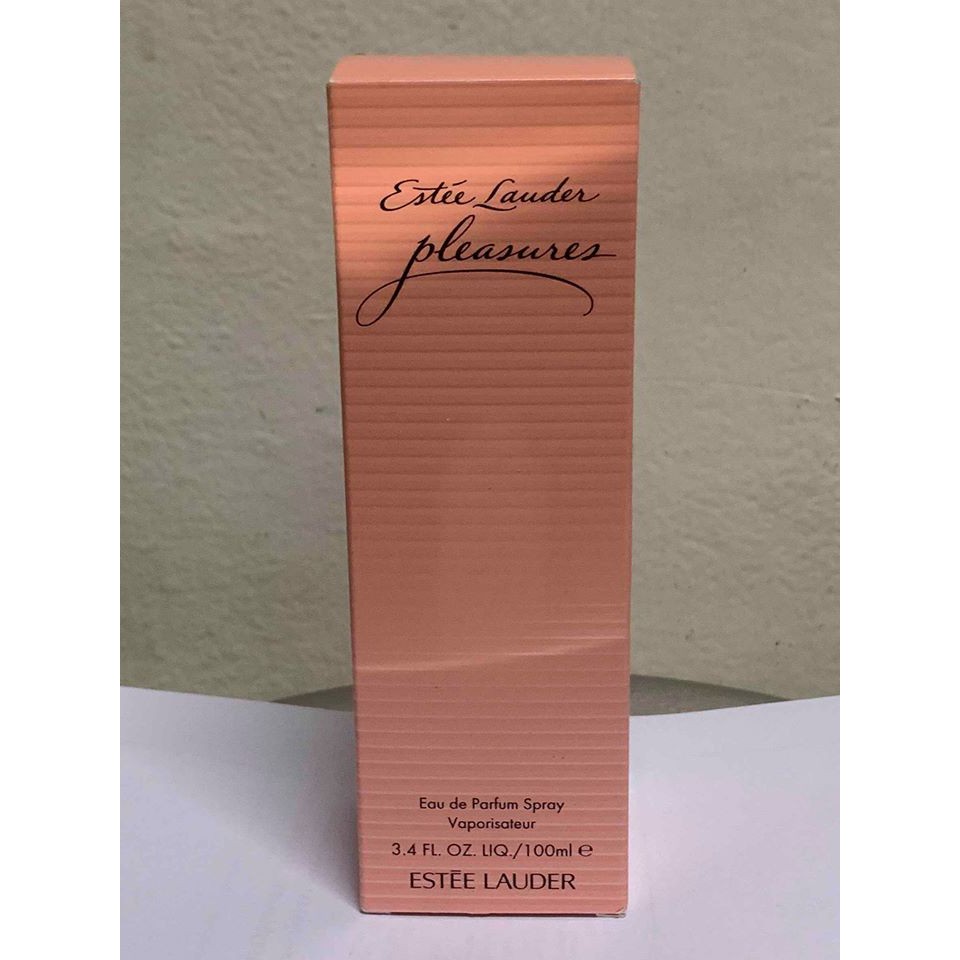 Estée Lauder
pleasures
Eau de Parfum Spray
Vaporisateur
3.4 FL. OZ. LIQ./100ml ℮
ESTĒE LAUDER